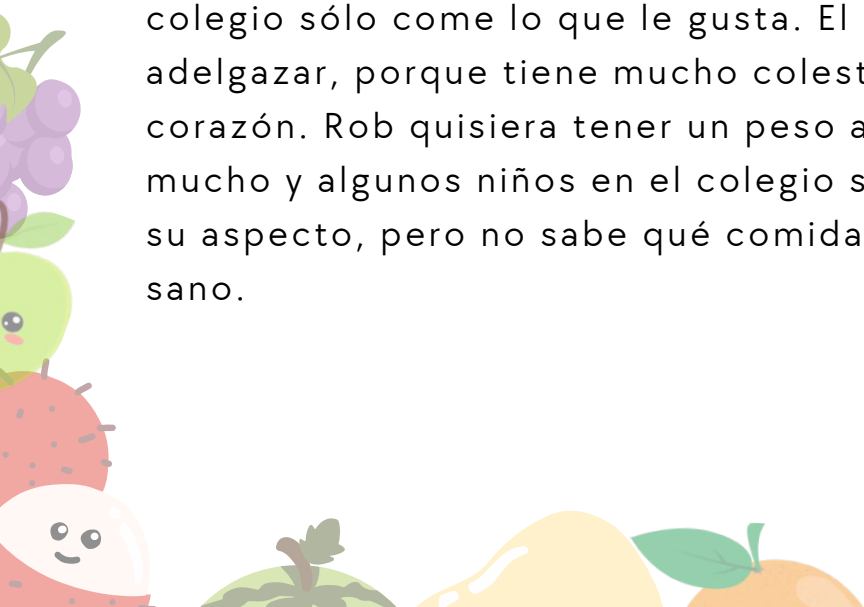 colegio sólo come lo que le gusta. El
adelgazar, porque tiene mucho
corazón. Rob quisiera tener un peso
mucho y algunos niños en el colegio
su aspecto, pero no sabe qué comida
sano.